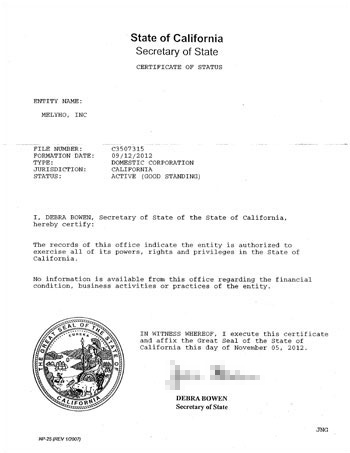 State of California
Secretary of State
CERTIFICATE OF STATUS
ENTITY NAME:
MELYHO, INC
FILE NUMBER: C3507315
FORMATION DATE: 09/12/2012
TYPE: DOMESTIC CORPORATION
JURISDICTION: CALIFORNIA
STATUS: ACTIVE (GOOD STANDING)
I, DEBRA BOWEN, Secretary of State of the State of California,
hereby certify:
The records of this office indicate the entity is authorized to
exercise all of its powers, rights and privileges in the State of
California.
No information is available from this office regarding the financial
condition, business activities or practices of the entity.
THE GREAT SEAL OF THE STATE OF CALIFORNIA
EUREKA
IN WITNESS WHEREOF, I execute this certificate
and affix the Great Seal of the State of
California this day of November 05, 2012.
DEBRA BOWEN
Secretary of State
JNG
NP-25 (REV 1/2007)